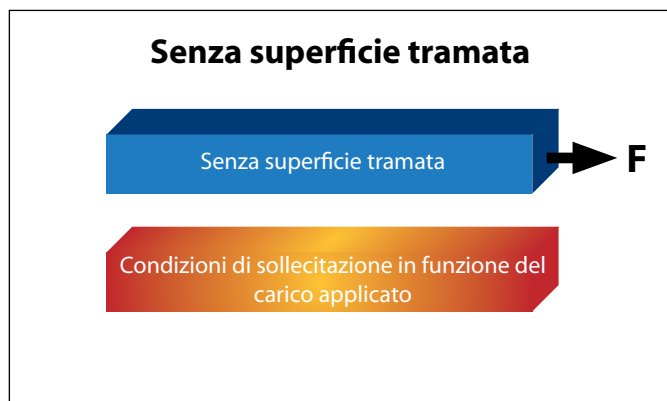 Senza superficie tramata
Senza superficie tramata
F
Condizioni di sollecitazione in funzione del
carico applicato